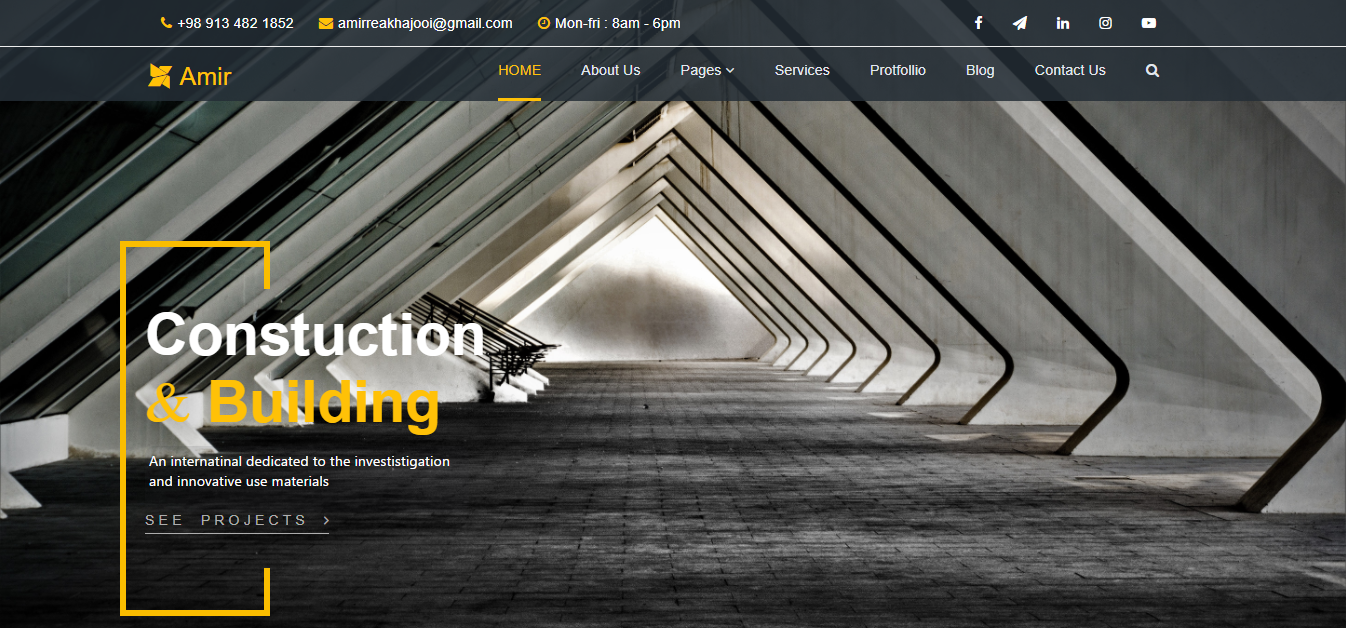 +98 913 482 1852 amirreakhajooi@gmail.com Mon-fri : 8am - 6pm
Amir HOME About Us Pages Services Protfollio Blog Contact Us
Constuction
& Building
An internatinal dedicated to the investistigation
and innovative use materials
SEE PROJECTS